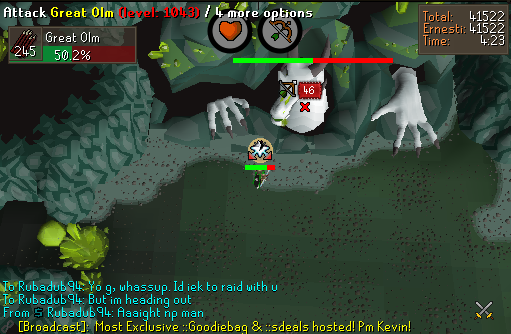 Attack Great Olm (level: 1043) / 4 more options
Great Olm
245
50.2%
Total: 41522
Ernestr: 41522
Time: 4:23
46
To Rubadub94: Yo g, whassup. Id iek to raid with u
To Rubadub94: But im heading out
From S Rubadub94: Aaaight np man
[Broadcast]: Most Exclusive ::Goodiebag & ::sdeals hosted! Pm Kevin!